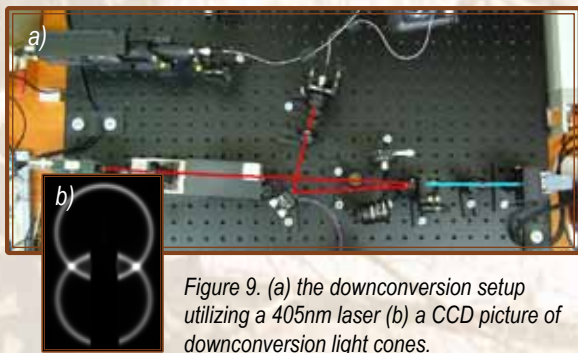 a)
b)
Figure 9. (a) the downconversion setup
utilizing a 405nm laser (b) a CCD picture of
downconversion light cones.